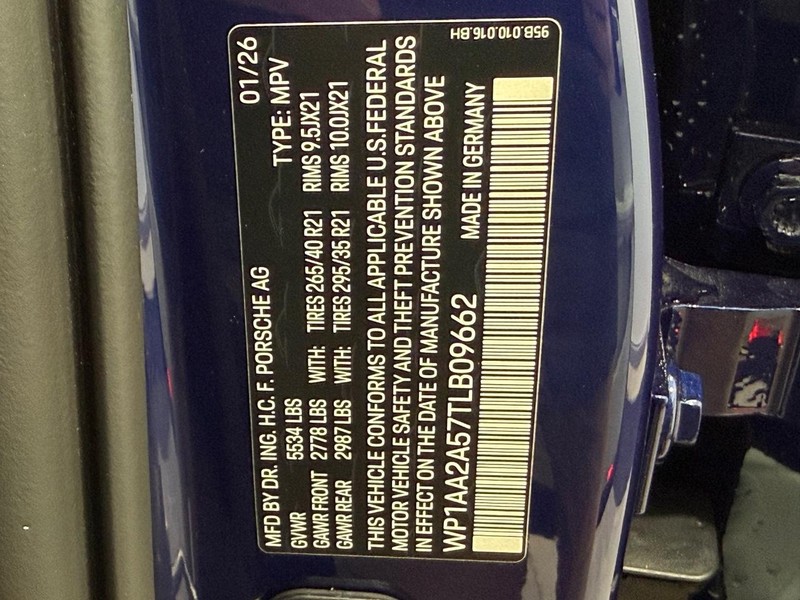 01/26
MFD BY DR. ING. H.C. F. PORSCHE AG TYPE: MPV
GVWR 5534 LBS
GAWR FRONT 2778 LBS WITH: TIRES 265/40 R21 RIMS 9.5JX21
GAWR REAR 2987 LBS WITH: TIRES 295/35 R21 RIMS 10.0JX21
THIS VEHICLE CONFORMS TO ALL APPLICABLE U.S.FEDERAL
MOTOR VEHICLE SAFETY AND THEFT PREVENTION STANDARDS
IN EFFECT ON THE DATE OF MANUFACTURE SHOWN ABOVE
WP1AA2A57TLB09662 MADE IN GERMANY
95B.010.016.BH